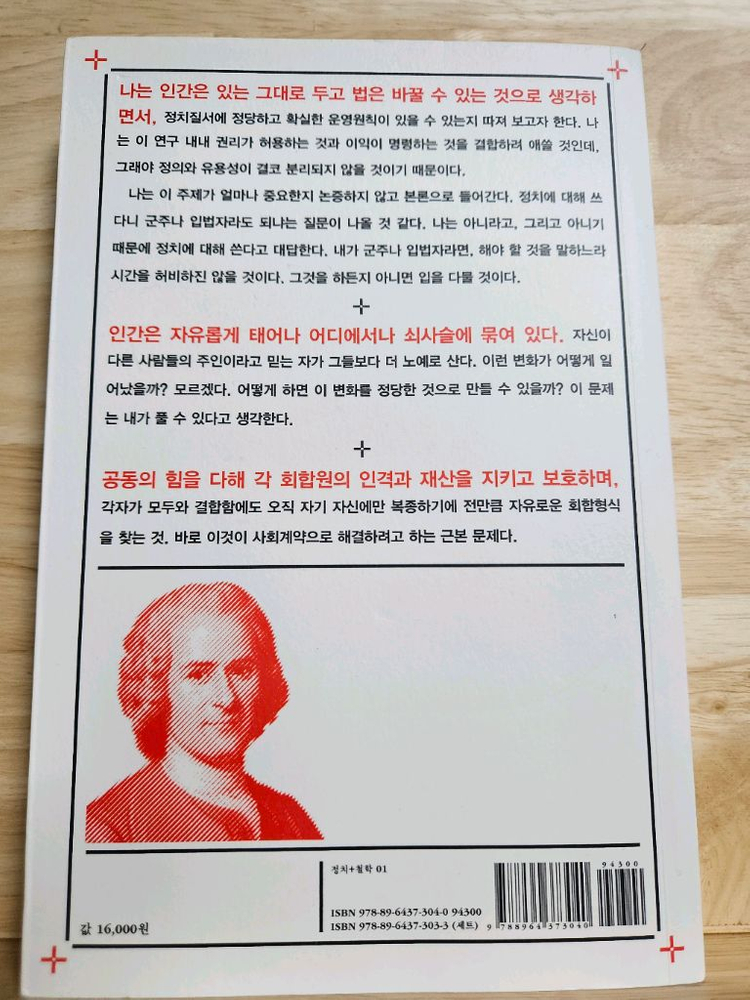 나는 인간은 있는 그대로 두고 법은 바꿀 수 있는 것으로 생각하
면서, 정치질서에 정당하고 확실한 운영원칙이 있을 수 있는지 따져 보고자 한다. 나
는 이 연구 내내 권리가 허용하는 것과 이익이 명령하는 것을 결합하려 애쓸 것인데,
그래야 정의와 유용성이 결코 분리되지 않을 것이기 때문이다.
나는 이 주제가 얼마나 중요한지 논증하지 않고 본론으로 들어간다. 정치에 대해 쓰
다니 군주나 입법자라도 되냐는 질문이 나올 것 같다. 나는 아니라고, 그리고 아니기
때문에 정치에 대해 쓴다고 대답한다. 내가 군주나 입법자라면, 해야 할 것을 말하느라
시간을 허비하진 않을 것이다. 그것을 하든지 아니면 입을 다물 것이다.
인간은 자유롭게 태어나 어디에서나 쇠사슬에 묶여 있다. 자신이
다른 사람들의 주인이라고 믿는 자가 그들보다 더 노예로 산다. 이런 변화가 어떻게 일
어났을까? 모르겠다. 어떻게 하면 이 변화를 정당한 것으로 만들 수 있을까? 이 문제
는 내가 풀 수 있다고 생각한다.
공동의 힘을 다해 각 회합원의 인격과 재산을 지키고 보호하며,
각자가 모두와 결합함에도 오직 자기 자신에만 복종하기에 전만큼 자유로운 회합형식
을 찾는 것. 바로 이것이 사회계약으로 해결하려고 하는 근본 문제다.
정치+철학 01
94300
ISBN 978-89-6437-304-0 94300
ISBN 978-89-6437-303-3 (세트)
9 788964 373040
값 16,000원